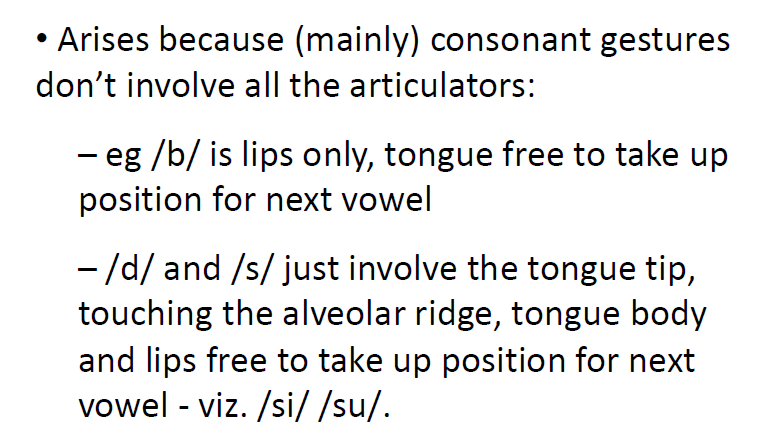 • Arises because (mainly) consonant gestures
don’t involve all the articulators:
– eg /b/ is lips only, tongue free to take up
position for next vowel
– /d/ and /s/ just involve the tongue tip,
touching the alveolar ridge, tongue body
and lips free to take up position for next
vowel - viz. /si/ /su/.